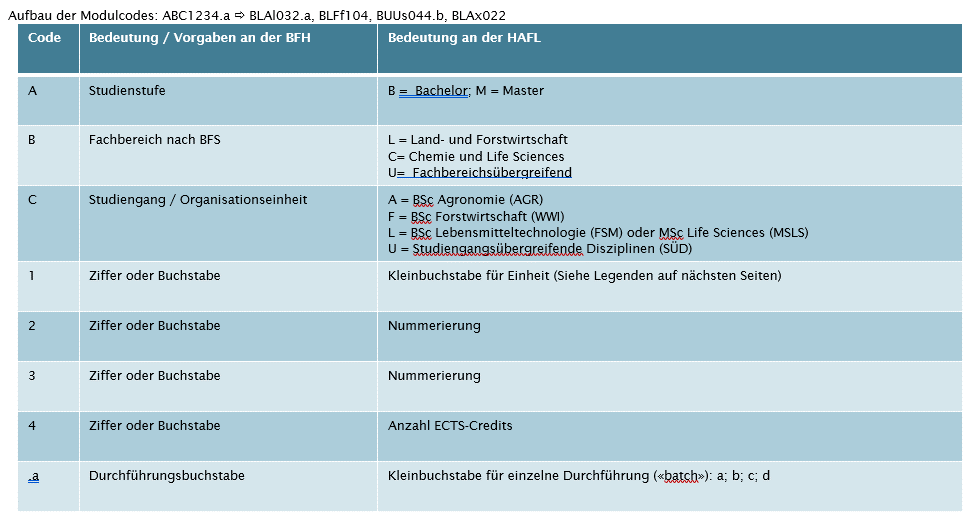 Aufbau der Modulcodes: ABC1234.a ⇨ BLAl032.a, BLFf104, BUUs044.b, BLAx022
Code Bedeutung / Vorgaben an der BFH Bedeutung an der HAFL
A Studienstufe B = Bachelor; M = Master
B Fachbereich nach BFS L = Land- und Forstwirtschaft
C= Chemie und Life Sciences
U= Fachbereichsübergreifend
C Studiengang / Organisationseinheit A = BSc Agronomie (AGR)
F = BSc Forstwirtschaft (WWI)
L = BSc Lebensmitteltechnologie (FSM) oder MSc Life Sciences (MSLS)
U = Studiengangsübergreifende Disziplinen (SÜD)
1 Ziffer oder Buchstabe Kleinbuchstabe für Einheit (Siehe Legenden auf nächsten Seiten)
2 Ziffer oder Buchstabe Nummerierung
3 Ziffer oder Buchstabe Nummerierung
4 Ziffer oder Buchstabe Anzahl ECTS-Credits
.a Durchführungsbuchstabe Kleinbuchstabe für einzelne Durchführung («batch»): a; b; c; d